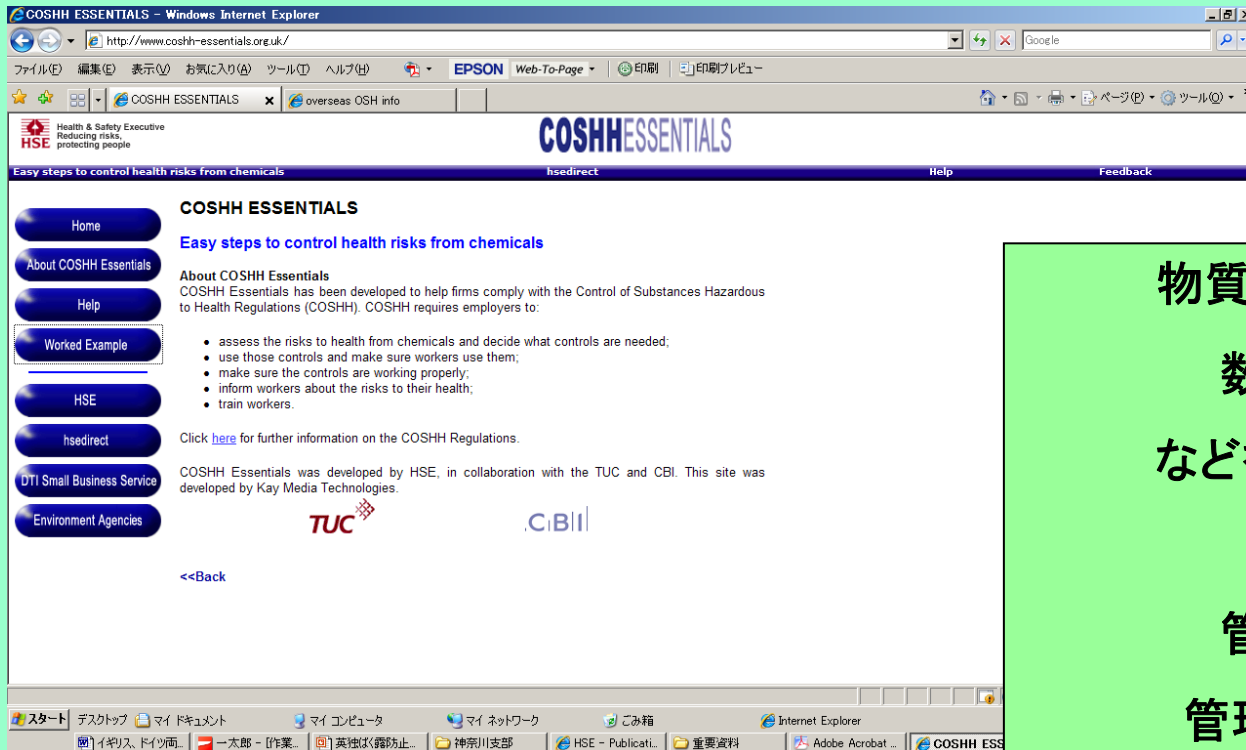 COSHH ESSENTIALS - Windows Internet Explorer
http://www.coshh-essentials.org.uk/
Google
ファイル(F) 編集(E) 表示(V) お気に入り(A) ツール(T) ヘルプ(H) EPSON Web-To-Page 印刷 印刷プレビュー
COSHH ESSENTIALS overseas OSH info ページ(P) ツール(O)
HSE Health & Safety Executive
Reducing risks,
protecting people
COSHHESSENTIALS
Easy steps to control health risks from chemicals hsedirect Help Feedback
Home
About COSHH Essentials
Help
Worked Example
HSE
hsedirect
DTI Small Business Service
Environment Agencies
COSHH ESSENTIALS
Easy steps to control health risks from chemicals
About COSHH Essentials
COSHH Essentials has been developed to help firms comply with the Control of Substances Hazardous
to Health Regulations (COSHH). COSHH requires employers to:
• assess the risks to health from chemicals and decide what controls are needed;
• use those controls and make sure workers use them;
• make sure the controls are working properly;
• inform workers about the risks to their health;
• train workers.
Click here for further information on the COSHH Regulations.
COSHH Essentials was developed by HSE, in collaboration with the TUC and CBI. This site was
developed by Kay Media Technologies.
TUC CBI
<<Back
物質
数
など
管
管理
スタート デスクトップ マイ ドキュメント マイ コンピュータ マイ ネットワーク ごみ箱 Internet Explorer
イギリス、ドイツ両... 一太郎 - [作業... 英独ばく露防止... 神奈川支部 HSE - Publicati... 重要資料 Adobe Acrobat ... COSHH ESS